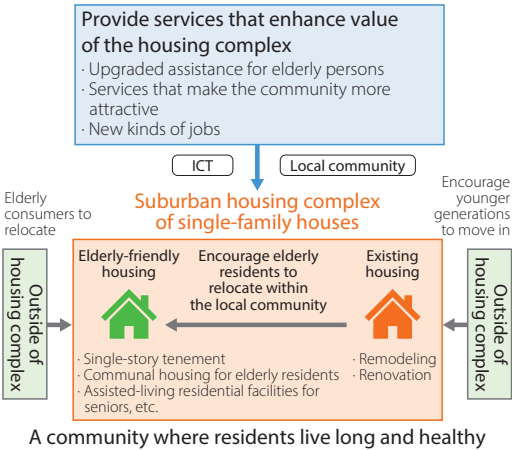 Provide services that enhance value
of the housing complex
· Upgraded assistance for elderly persons
· Services that make the community more
attractive
· New kinds of jobs
ICT
Local community
Elderly
consumers to
relocate
Suburban housing complex
of single-family houses
Encourage
younger
generations
to move in
Outside of
housing complex
Elderly-friendly
housing
Encourage elderly
residents to
relocate within
the local community
Existing
housing
· Single-story tenement
· Communal housing for elderly residents
· Assisted-living residential facilities for
seniors, etc.
· Remodeling
· Renovation
Outside of
housing complex
A community where residents live long and healthy